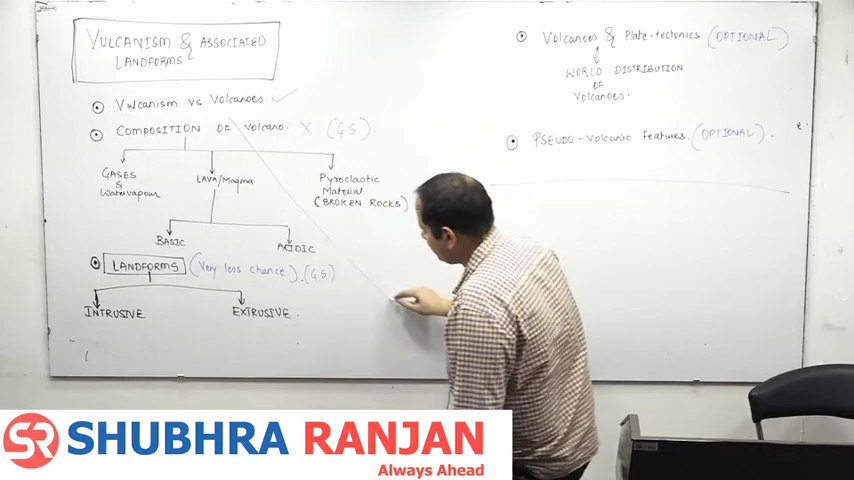 VULCANISM & ASSOCIATED
LANDFORMS
Vulcanism vs Volcanoes. ✓
COMPOSITION OF Volcano. X (G.S).
GASES
&
Watervapour
LAVA/Magma
Pyroclastic
Material
(BROKEN ROCKS)
BASIC
ACIDIC
LANDFORMS (Very less chance). (G.S)
INTRUSIVE
EXTRUSIVE.
Volcanoes & Plate-tectonics (OPTIONAL)
WORLD DISTRIBUTION
OF
Volcanoes.
PSEUDO-Volcanic Features. (OPTIONAL).
SR SHUBHRA RANJAN
Always Ahead